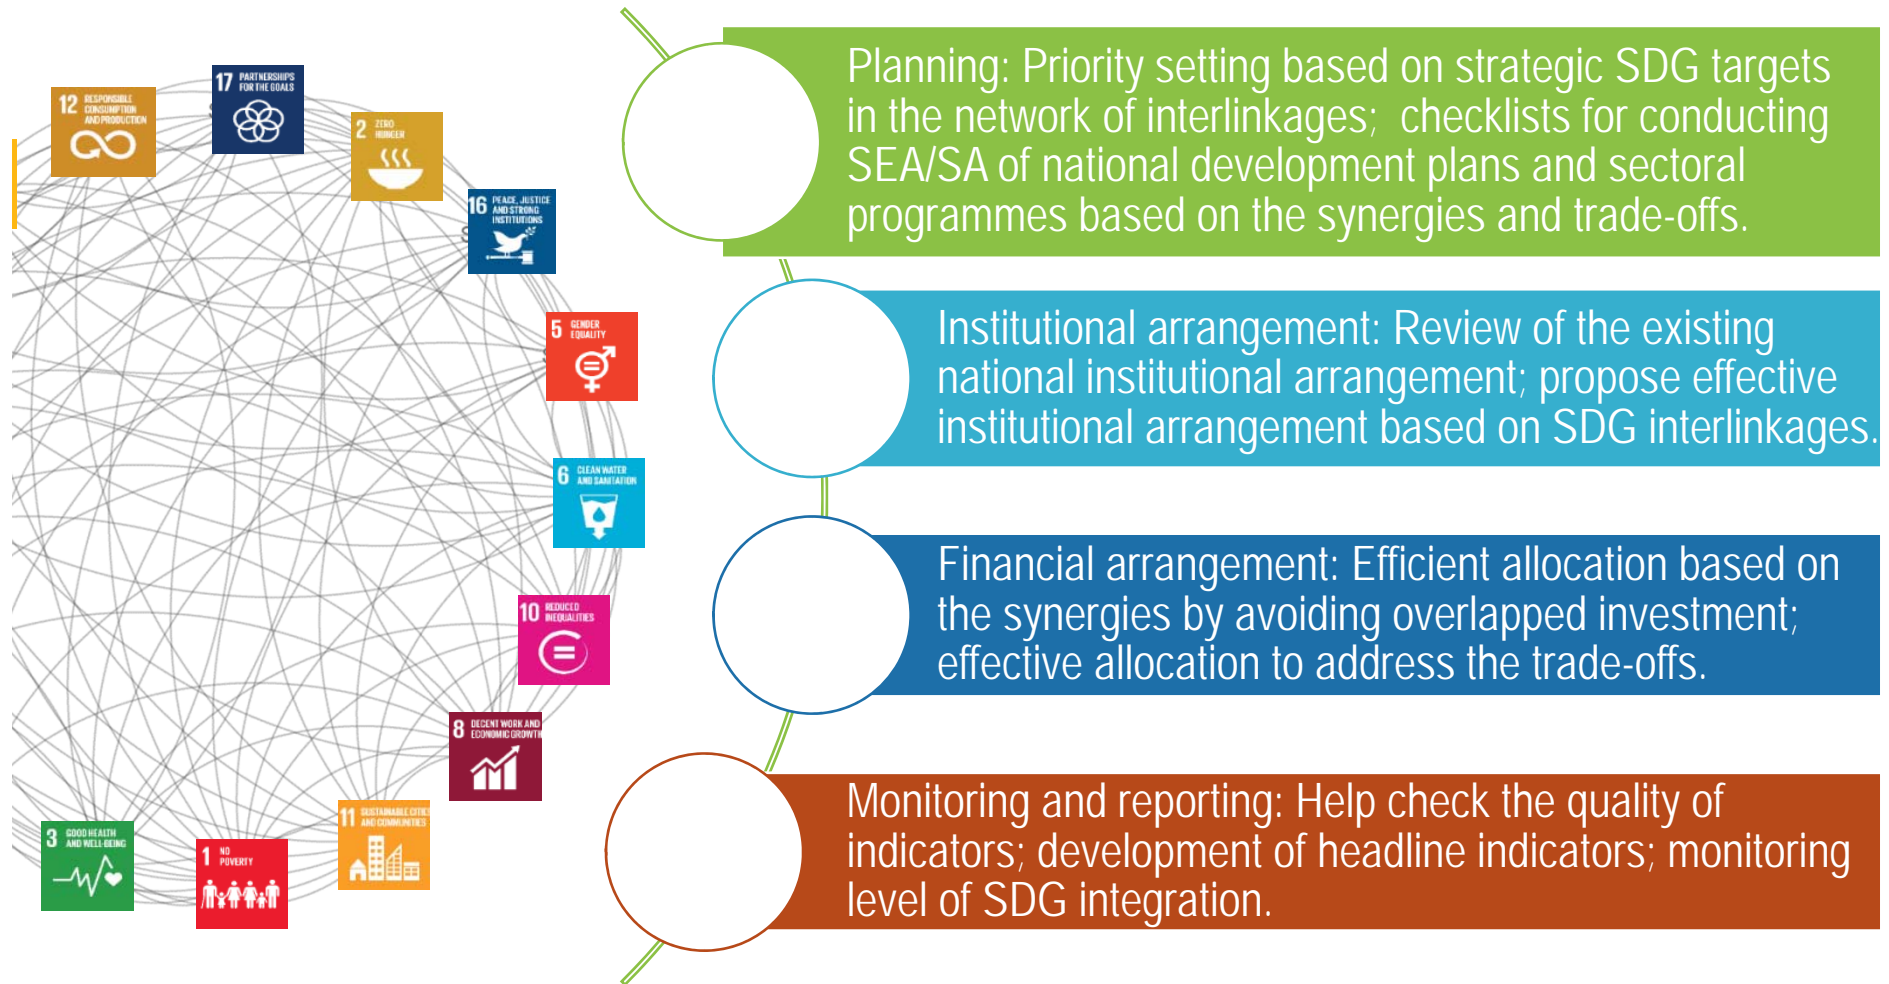 12 RESPONSIBLE
CONSUMPTION
AND PRODUCTION
17 PARTNERSHIPS
FOR THE GOALS
2 ZERO
HUNGER
16 PEACE, JUSTICE
AND STRONG
INSTITUTIONS
5 GENDER
EQUALITY
6 CLEAN WATER
AND SANITATION
10 REDUCED
INEQUALITIES
8 DECENT WORK AND
ECONOMIC GROWTH
11 SUSTAINABLE CITIE
AND COMMUNITIES
1 NO
POVERTY
3 GOOD HEALTH
AND WELL-BEING
Planning: Priority setting based on strategic SDG targets
in the network of interlinkages; checklists for conducting
SEA/SA of national development plans and sectoral
programmes based on the synergies and trade-offs.
Institutional arrangement: Review of the existing
national institutional arrangement; propose effective
institutional arrangement based on SDG interlinkages.
Financial arrangement: Efficient allocation based on
the synergies by avoiding overlapped investment;
effective allocation to address the trade-offs.
Monitoring and reporting: Help check the quality of
indicators; development of headline indicators; monitoring
level of SDG integration.